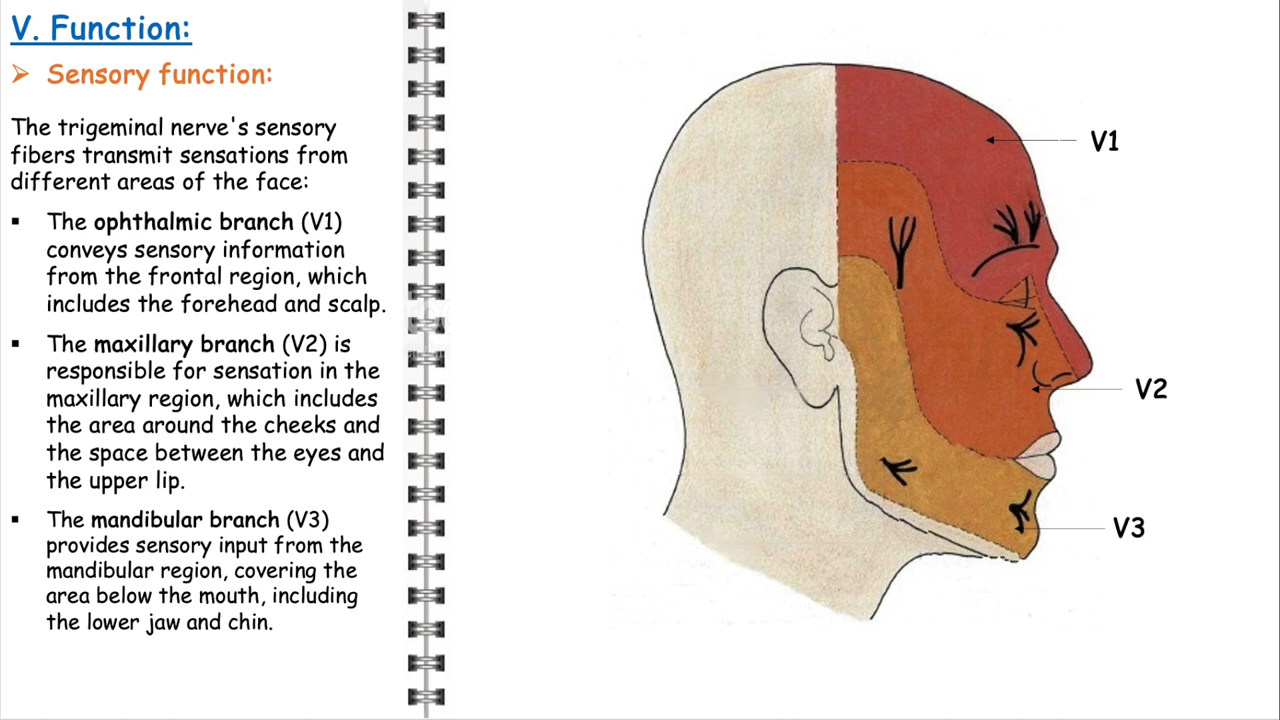 V. Function:
➢ Sensory function:
The trigeminal nerve's sensory
fibers transmit sensations from
different areas of the face:
▪ The ophthalmic branch (V1)
conveys sensory information
from the frontal region, which
includes the forehead and scalp.
▪ The maxillary branch (V2) is
responsible for sensation in the
maxillary region, which includes
the area around the cheeks and
the space between the eyes and
the upper lip.
▪ The mandibular branch (V3)
provides sensory input from the
mandibular region, covering the
area below the mouth, including
the lower jaw and chin.
V1
V2
V3